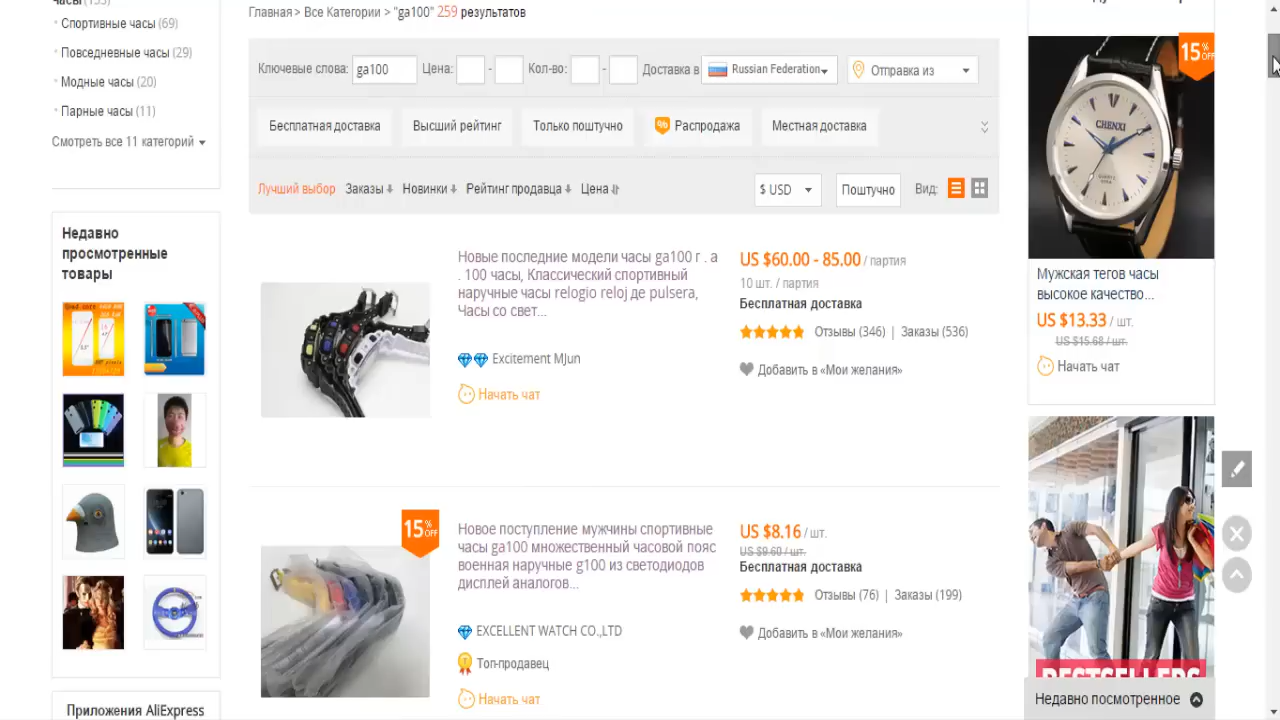 Спортивные часы (69)
Повседневные часы (29)
Модные часы (20)
Парные часы (11)
Смотреть все 11 категорий
Недавно
просмотренные
товары
Приложения AliExpress
Главная> Все Категории > "ga100" 259 результатов
Ключевые слова: ga100 Цена: - Кол-во: - Доставка в Russian Federation Отправка из
Бесплатная доставка Высший рейтинг Только поштучно % Распродажа Местная доставка
Лучший выбор Заказы Новинки Рейтинг продавца Цена $ USD Поштучно Вид:
Новые последние модели часы ga100 г . а
. 100 часы, Классический спортивный
наручные часы relogio reloj де pulsera,
Часы со свет...
Excitement MJun
Начать чат
US $60.00 - 85.00 / партия
10 шт. / партия
Бесплатная доставка
Отзывы (346) | Заказы (536)
Добавить в «Мои желания»
15% OFF
Новое поступление мужчины спортивные
часы ga100 множественный часовой пояс
военная наручные g100 из светодиодов
дисплей аналогов...
EXCELLENT WATCH CO.,LTD
Топ-продавец
Начать чат
US $8.16 / шт.
US $9.60 / шт.
Бесплатная доставка
Отзывы (76) | Заказы (199)
Добавить в «Мои желания»
15% OFF
CHENXI
Мужская тегов часы
высокое качество...
US $13.33 / шт.
US $15.68 / шт.
Начать чат
BESTSELLERS
Недавно посмотренное